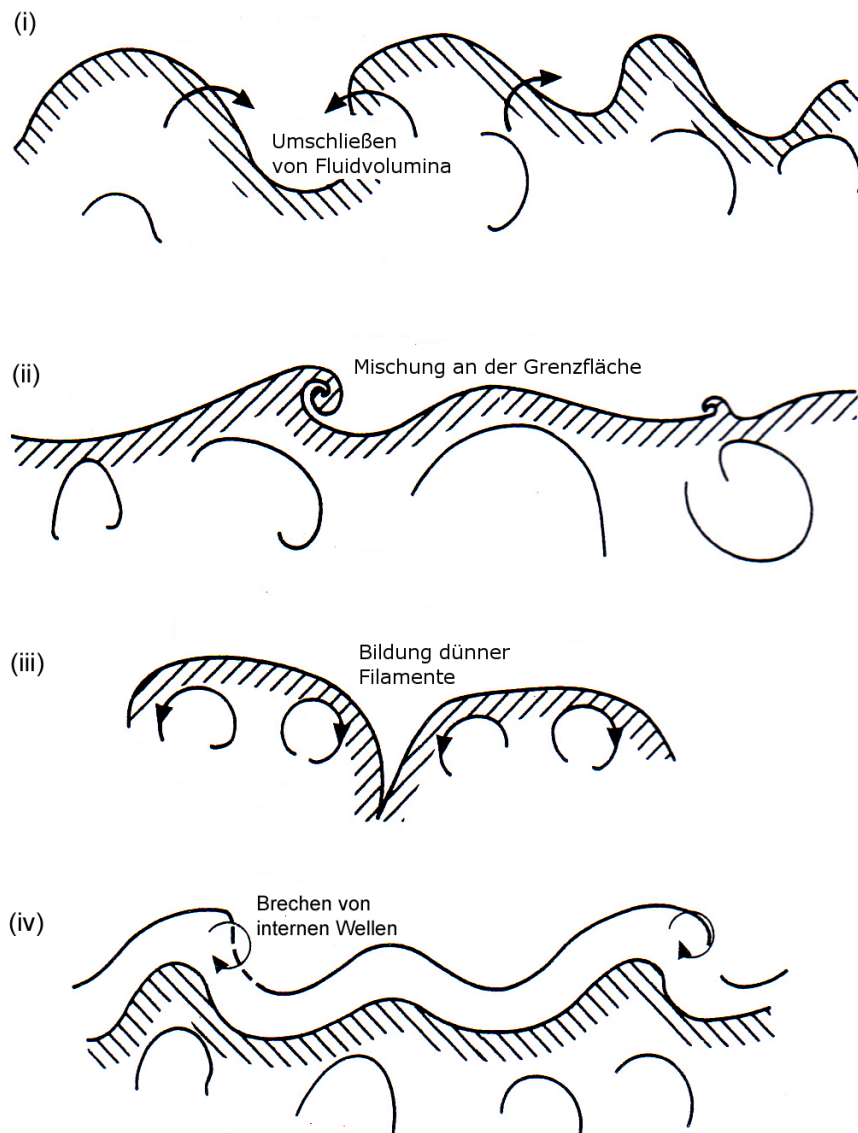 (i)
Umschließen
von Fluidvolumina
(ii)
Mischung an der Grenzfläche
(iii)
Bildung dünner
Filamente
(iv)
Brechen von
internen Wellen